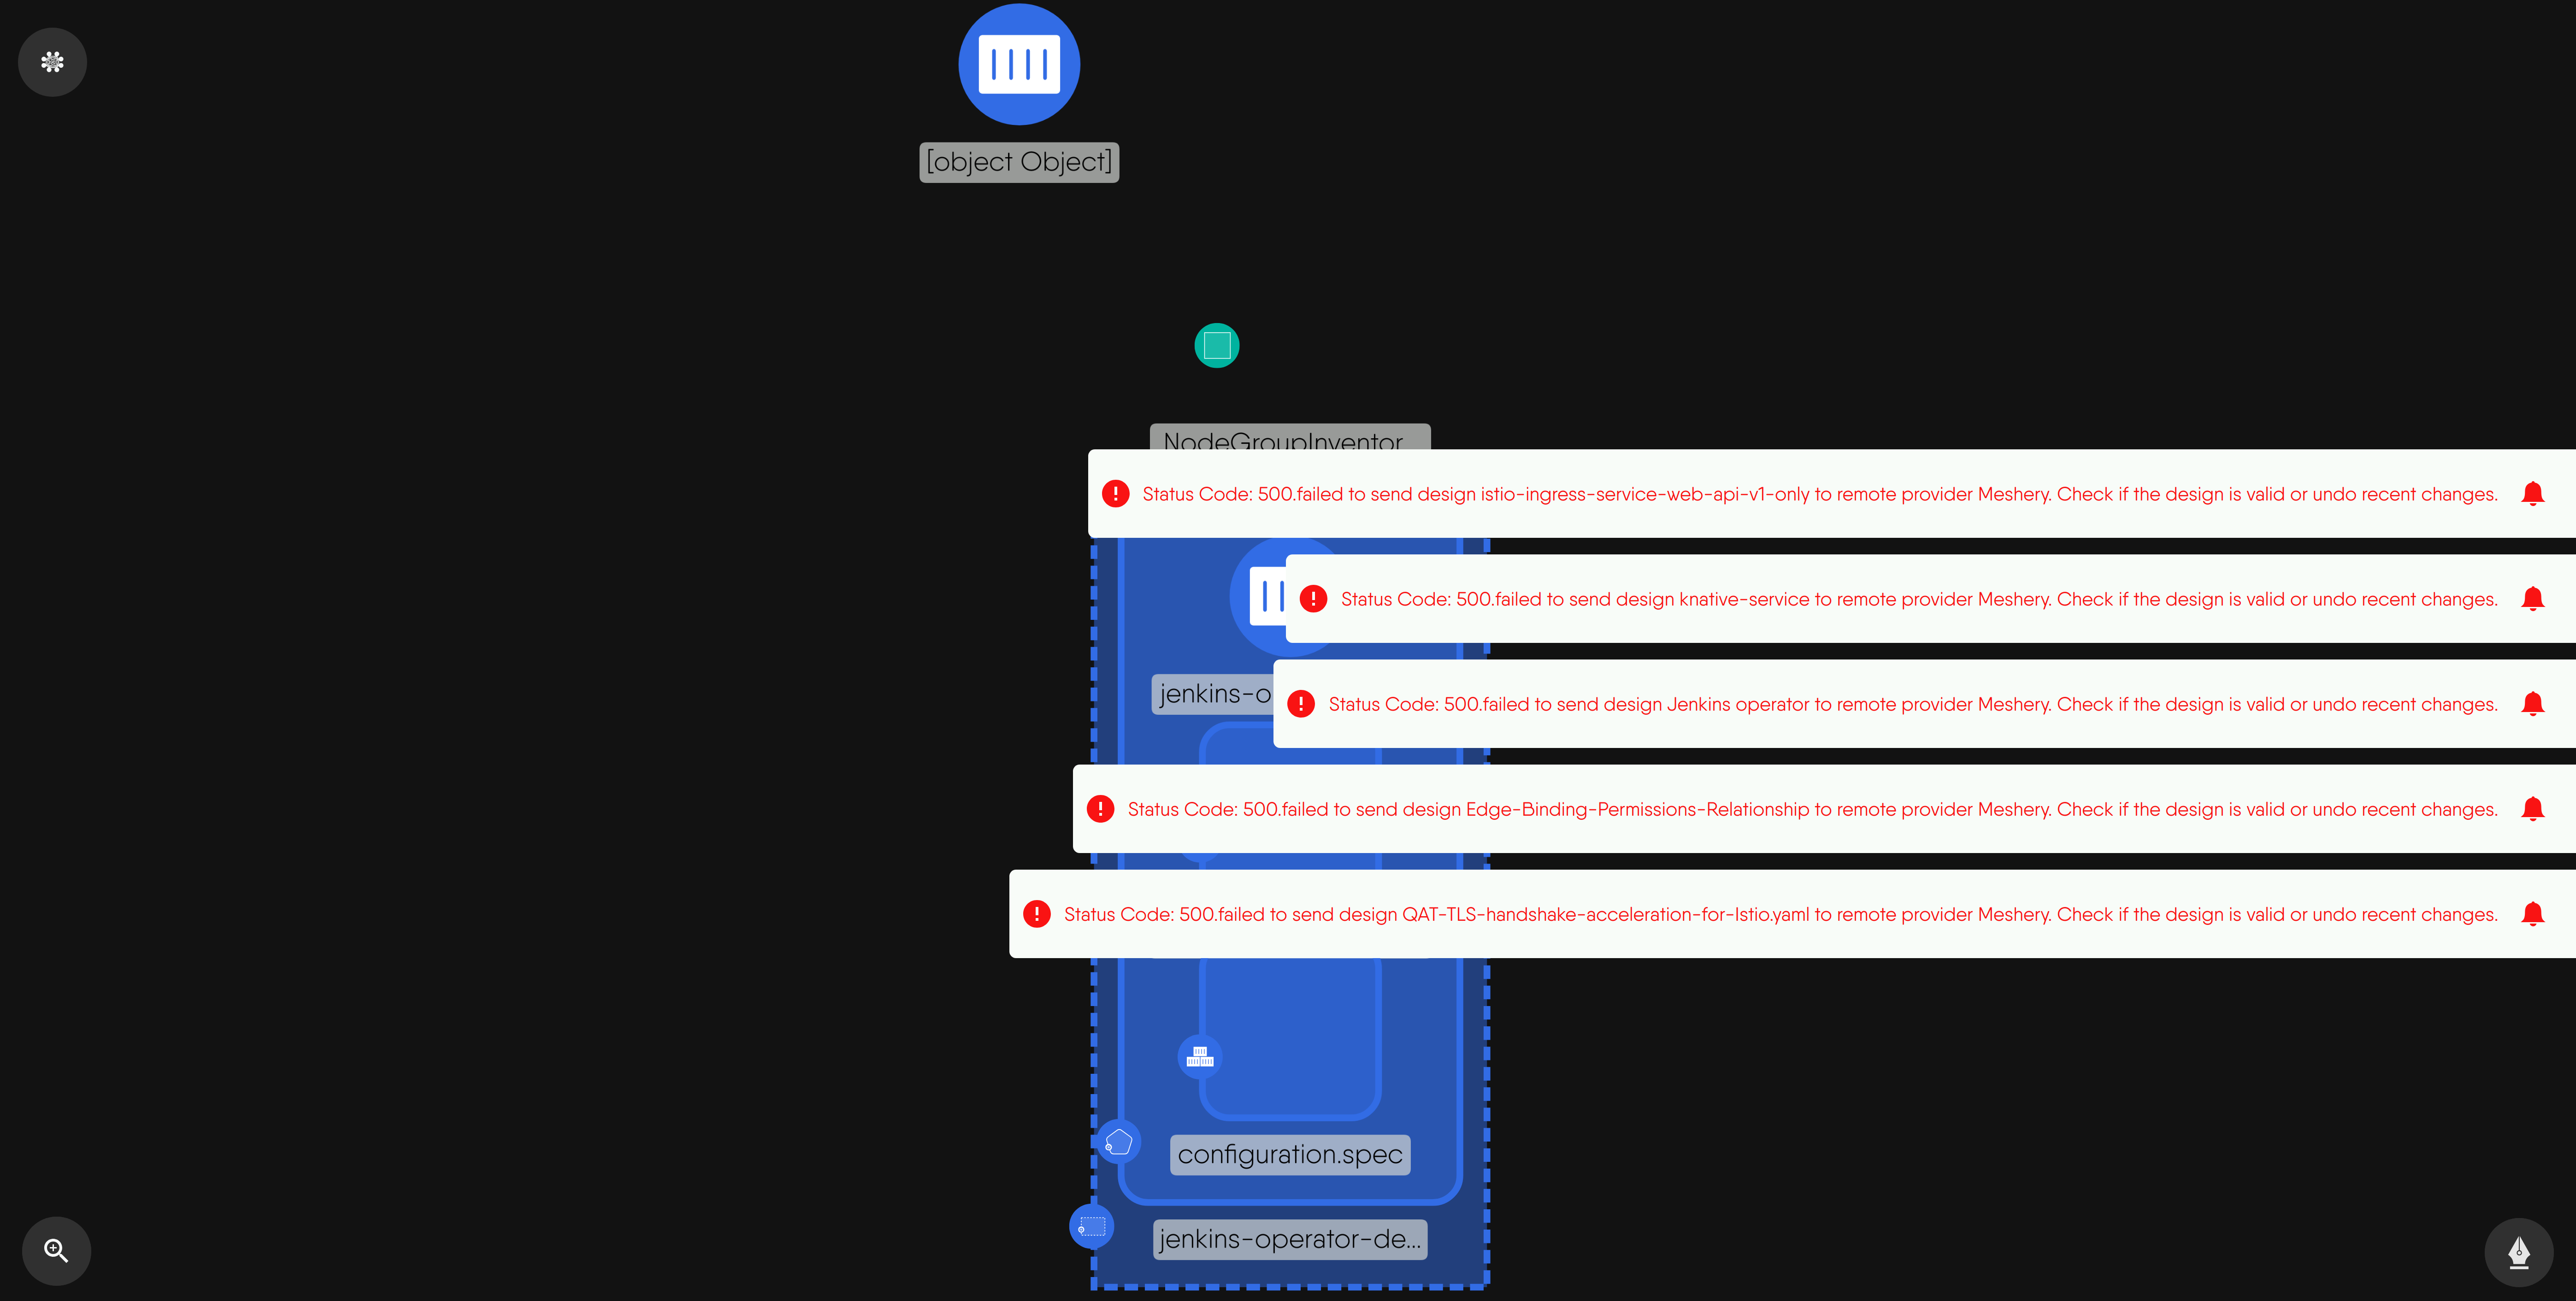 [object Object]
NodeGroupInventor...
Status Code: 500.failed to send design istio-ingress-service-web-api-v1-only to remote provider Meshery. Check if the design is valid or undo recent changes.
Status Code: 500.failed to send design knative-service to remote provider Meshery. Check if the design is valid or undo recent changes.
jenkins-o
Status Code: 500.failed to send design Jenkins operator to remote provider Meshery. Check if the design is valid or undo recent changes.
Status Code: 500.failed to send design Edge-Binding-Permissions-Relationship to remote provider Meshery. Check if the design is valid or undo recent changes.
Status Code: 500.failed to send design QAT-TLS-handshake-acceleration-for-Istio.yaml to remote provider Meshery. Check if the design is valid or undo recent changes.
configuration.spec
jenkins-operator-de...